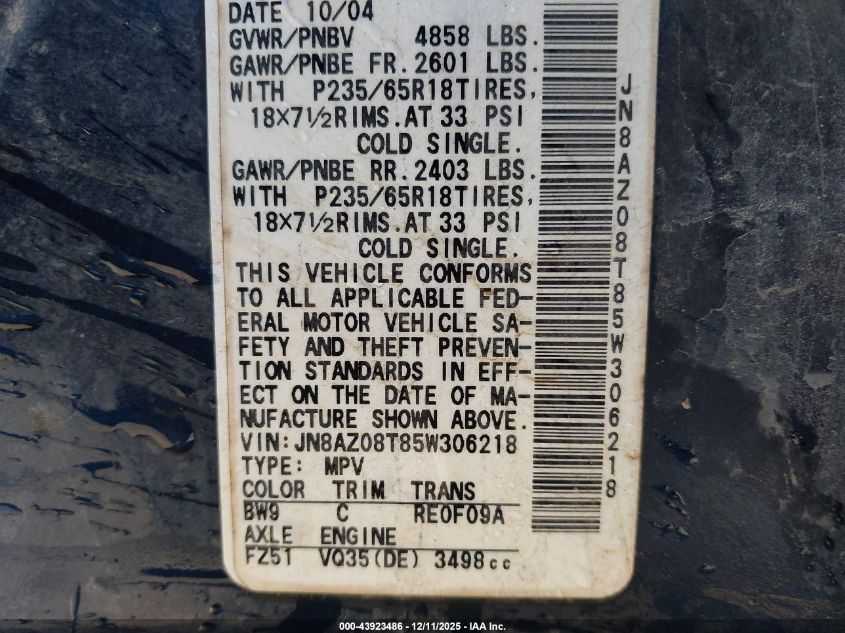 DATE 10/04
GVWR/PNBV 4858 LBS.
GAWR/PNBE FR. 2601 LBS.
WITH P235/65R18TIRES,
18X7½RIMS. AT 33 PSI
COLD SINGLE.
GAWR/PNBE RR. 2403 LBS.
WITH P235/65R18TIRES,
18X7½RIMS. AT 33 PSI
COLD SINGLE.
THIS VEHICLE CONFORMS
TO ALL APPLICABLE FED-
ERAL MOTOR VEHICLE SA-
FETY AND THEFT PREVEN-
TION STANDARDS IN EFF-
ECT ON THE DATE OF MA-
NUFACTURE SHOWN ABOVE.
VIN: JN8AZ08T85W306218
TYPE: MPV
COLOR TRIM TRANS
BW9 C RE0F09A
AXLE ENGINE
FZ51 VQ35(DE) 3498cc
JN8AZ08T85W306218
000-43923486 - 12/11/2025 - IAA Inc.